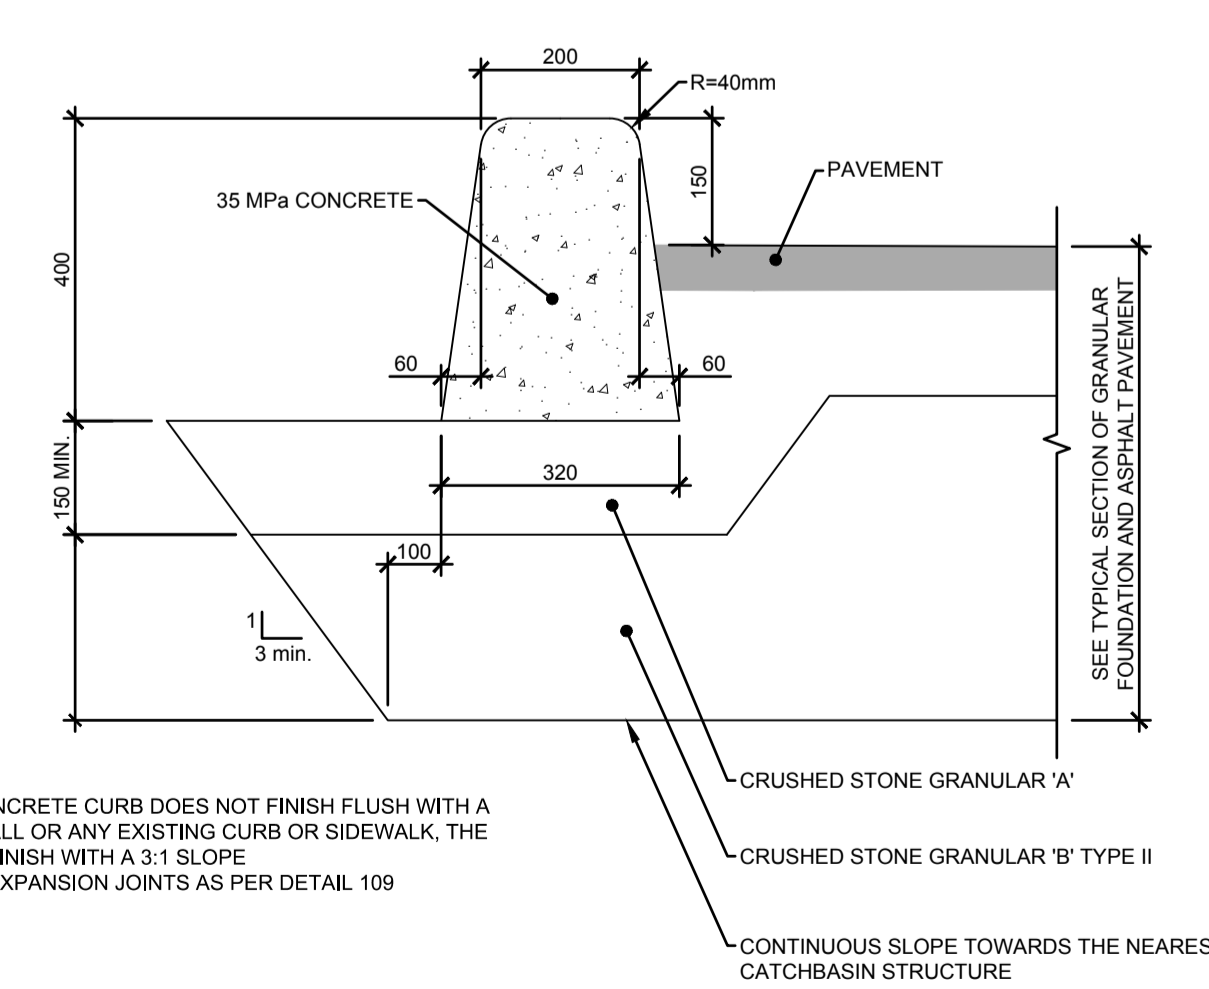 200
R=40mm
150
PAVEMENT
35 MPa CONCRETE
400
60
60
150 MIN.
320
100
1
3 min.
SEE TYPICAL SECTION OF GRANULAR
FOUNDATION AND ASPHALT PAVEMENT
CRUSHED STONE GRANULAR 'A'
CRUSHED STONE GRANULAR 'B' TYPE II
CONTINUOUS SLOPE TOWARDS THE NEARES
CATCHBASIN STRUCTURE
NCRETE CURB DOES NOT FINISH FLUSH WITH A
ALL OR ANY EXISTING CURB OR SIDEWALK, THE
INISH WITH A 3:1 SLOPE
XPANSION JOINTS AS PER DETAIL 109